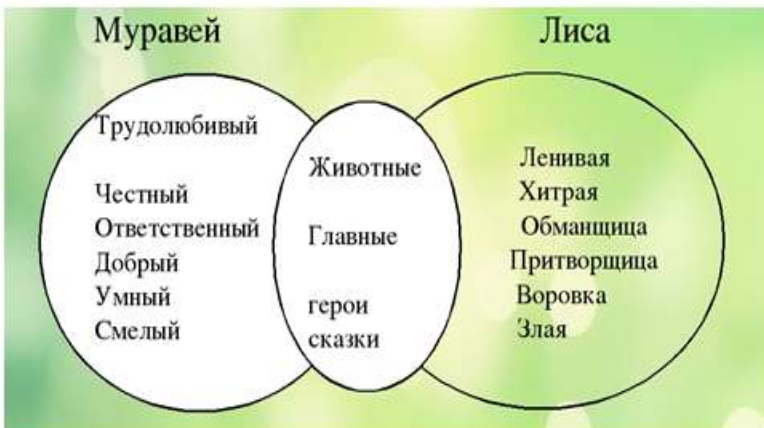 Муравей
Лиса
Трудолюбивый
Честный
Ответственный
Добрый
Умный
Смелый
Животные
Главные
герои
сказки
Ленивая
Хитрая
Обманщица
Притворщица
Воровка
Злая